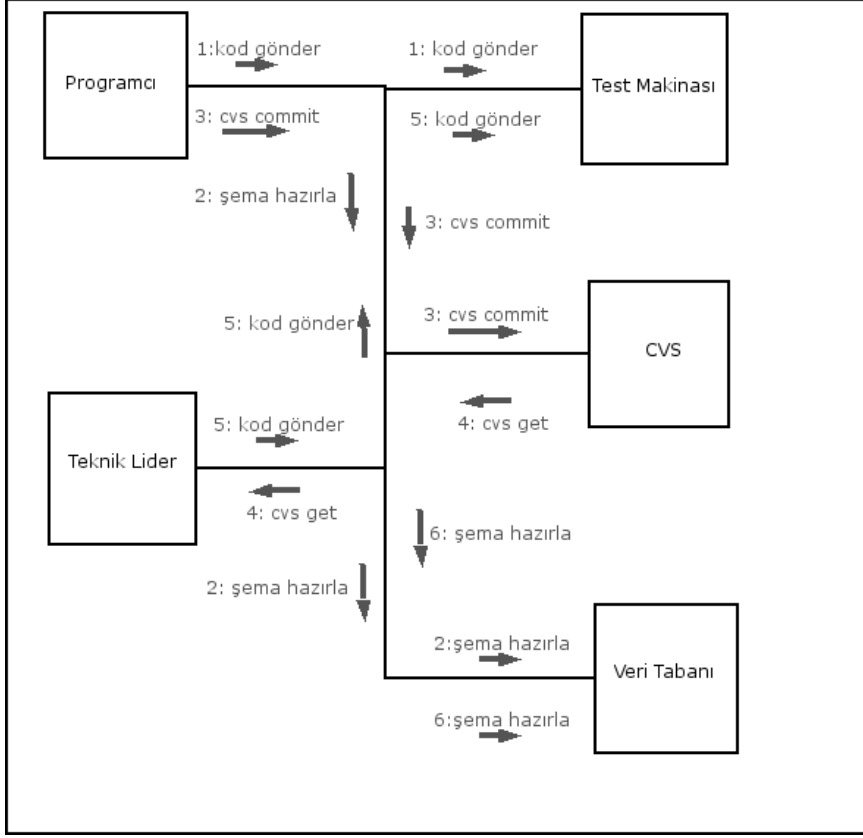 1:kod gönder
1: kod gönder
Programcı
Test Makinası
3: cvs commit
5: kod gönder
2: şema hazırla
3: cvs commit
5: kod gönder
3: cvs commit
CVS
4: cvs get
5: kod gönder
Teknik Lider
4: cvs get
6: şema hazırla
2: şema hazırla
2:şema hazırla
Veri Tabanı
6:şema hazırla